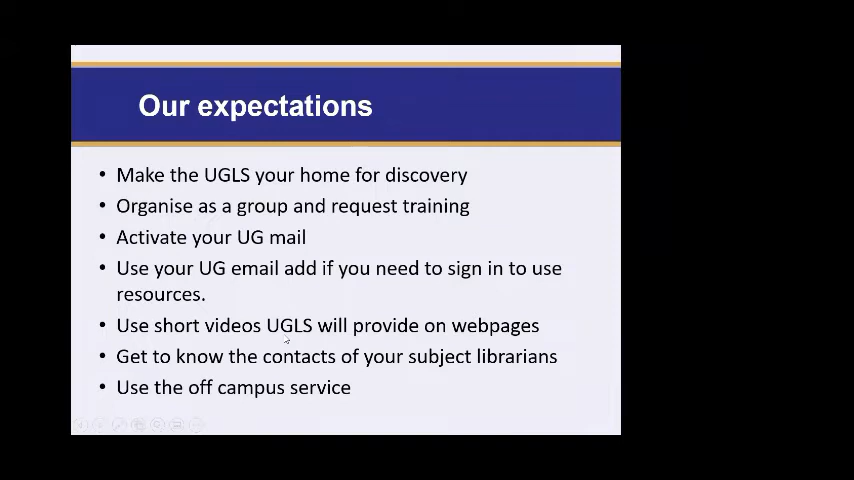 Our expectations
• Make the UGLS your home for discovery
• Organise as a group and request training
• Activate your UG mail
• Use your UG email add if you need to sign in to use
resources.
• Use short videos UGLS will provide on webpages
• Get to know the contacts of your subject librarians
• Use the off campus service